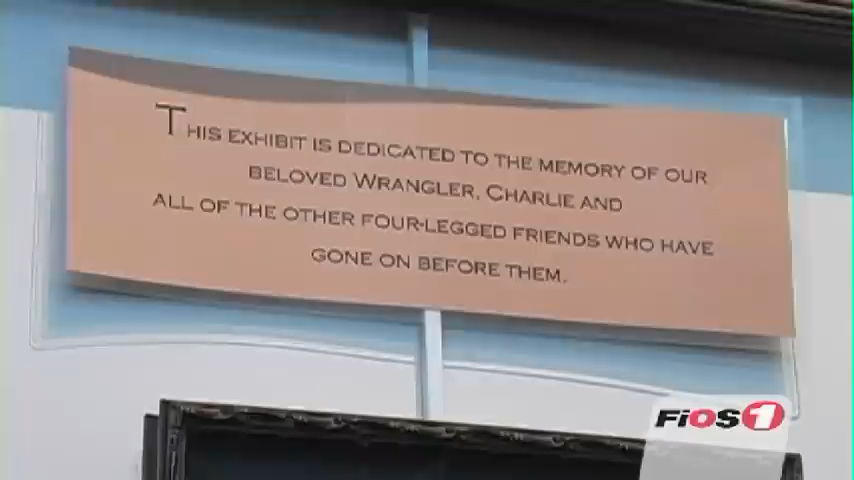 THIS EXHIBIT IS DEDICATED TO THE MEMORY OF OUR
BELOVED WRANGLER, CHARLIE AND
ALL OF THE OTHER FOUR-LEGGED FRIENDS WHO HAVE
GONE ON BEFORE THEM.
FiOS1